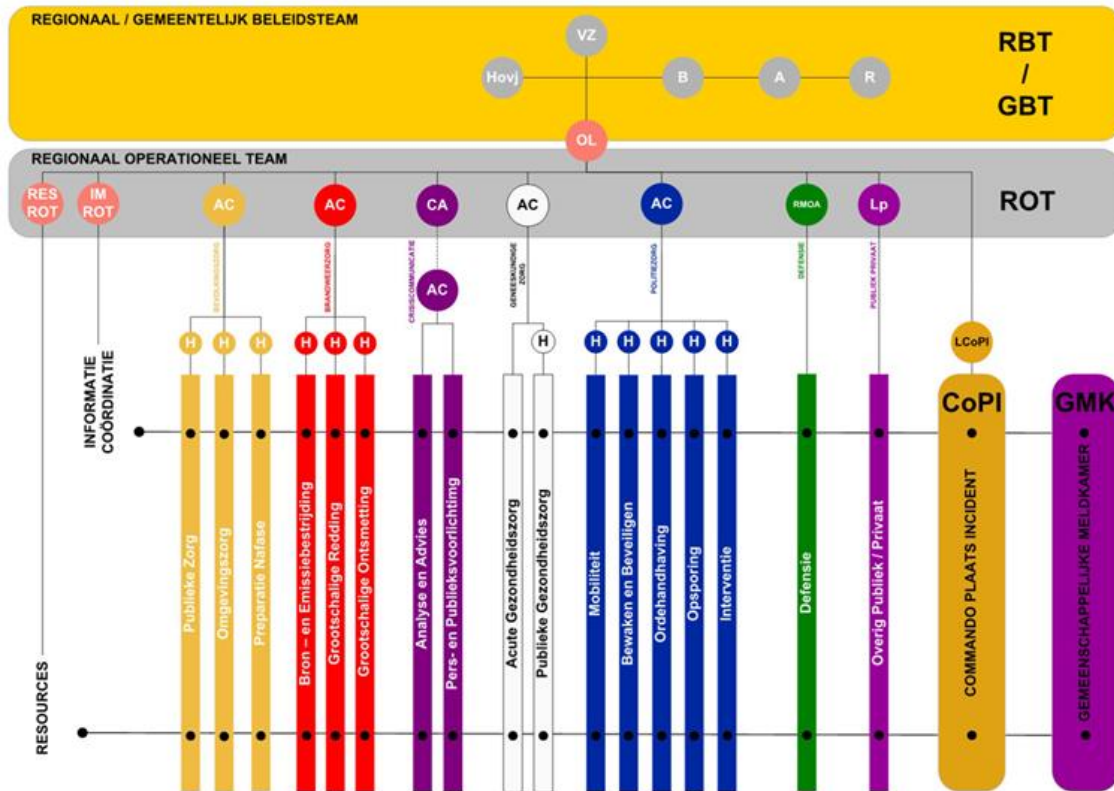 REGIONAAL / GEMEENTELIJK BELEIDSTEAM
VZ
Hovj
B
A
R
RBT
/
GBT
OL
REGIONAAL OPERATIONEEL TEAM
RES
ROT
IM
ROT
AC
AC
CA
AC
AC
RMOA
Lp
ROT
BEVOLKINGSZORG
BRANDWEERZORG
CRISISCOMMUNICATIE
AC
GENEESKUNDIGE
ZORG
POLITIEZORG
DEFENSIE
PUBLIEK PRIVAAT
H
H
H
H
H
H
H
H
H
H
H
H
LCoPI
INFORMATIE
COÖRDINATIE
RESOURCES
Publieke Zorg
Omgevingszorg
Preparatie Nafase
Bron – en Emissiebestrijding
Grootschalige Redding
Grootschalige Ontsmetting
Analyse en Advies
Pers- en Publieksvoorlichtimg
Acute Gezondheidszorg
Publieke Gezondheidszorg
Mobiliteit
Bewaken en Beveiligen
Ordehandhaving
Opsporing
Interventie
Defensie
Overig Publiek / Privaat
CoPI
COMMANDO PLAATS INCIDENT
GMK
GEMEENSCHAPPELIJKE MELDKAMER